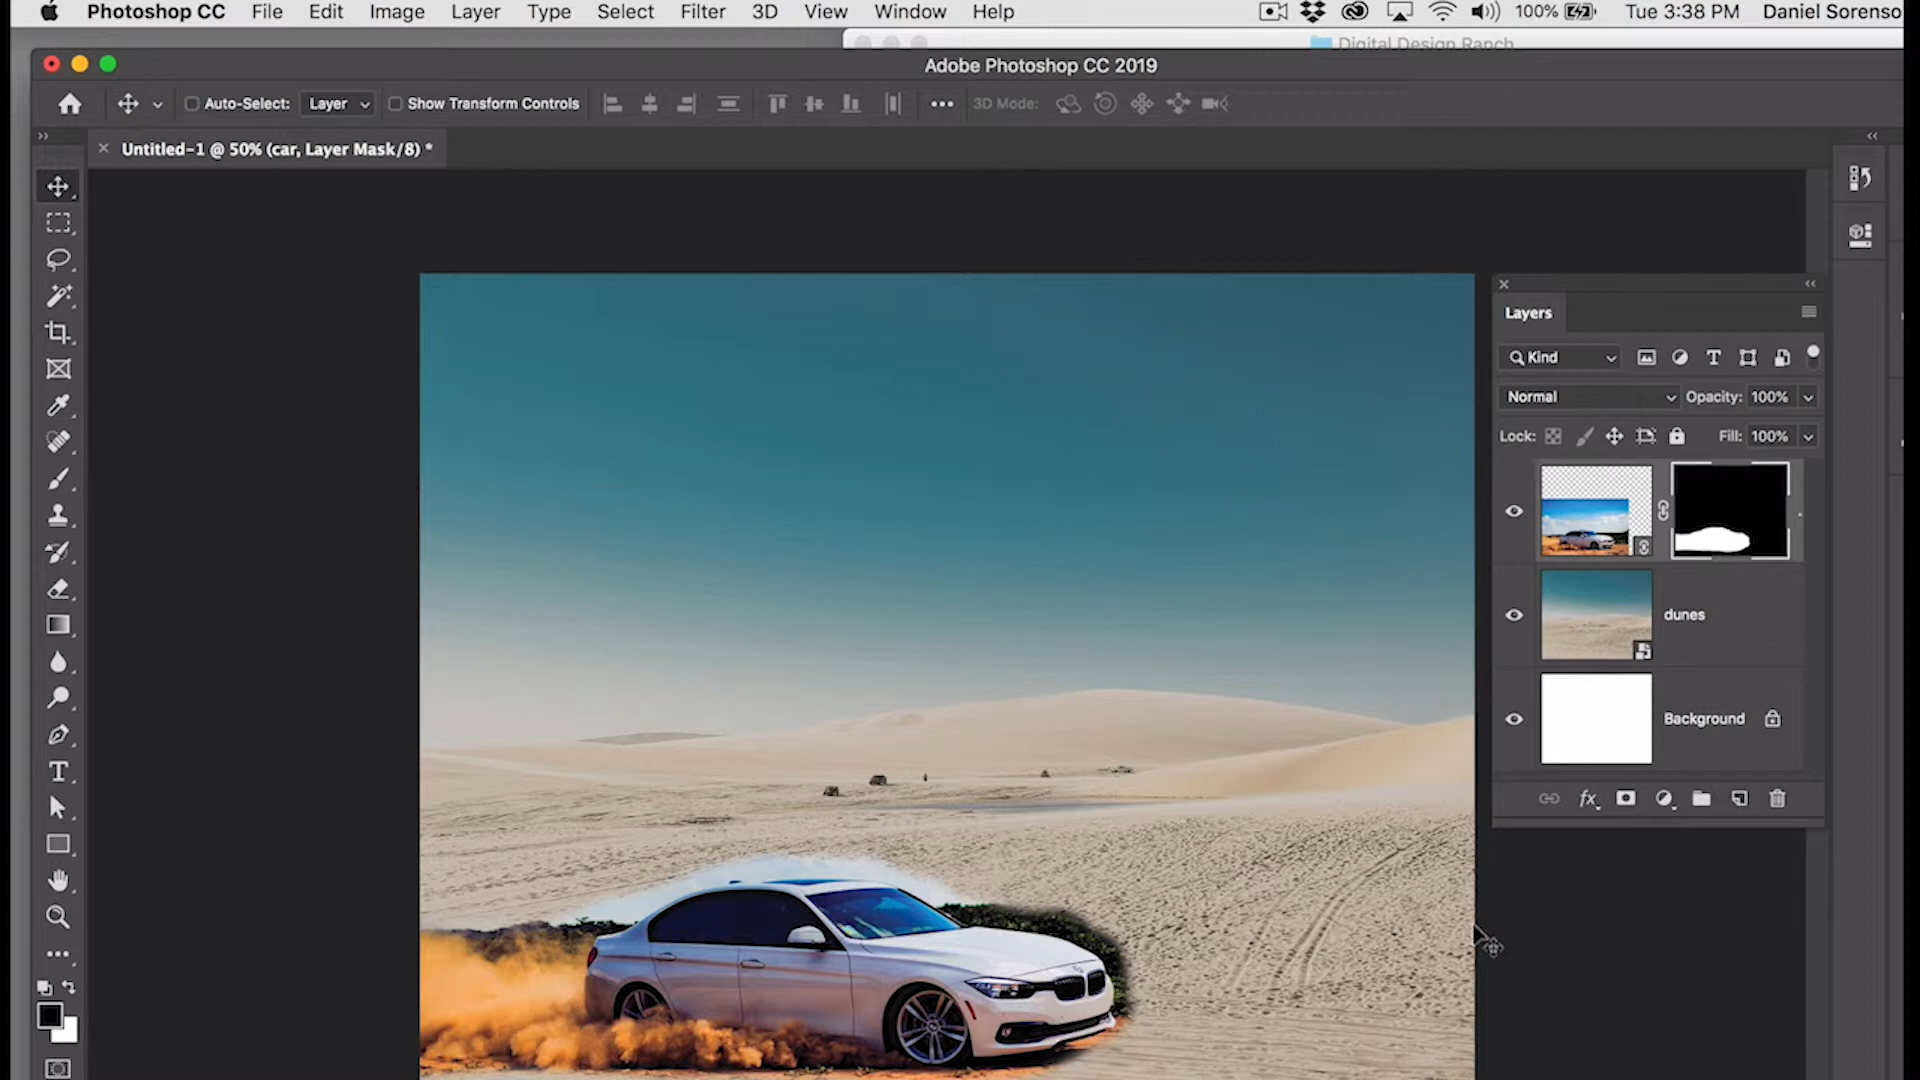 Photoshop CC File Edit Image Layer Type Select Filter 3D View Window Help 100% Tue 3:38 PM Daniel Sorenso
Digital Design Ranch
Adobe Photoshop CC 2019
Auto-Select: Layer Show Transform Controls 3D Mode:
Untitled-1 @ 50% (car, Layer Mask/8) *
Layers
Kind
Normal Opacity: 100%
Lock: Fill: 100%
dunes
Background
fx